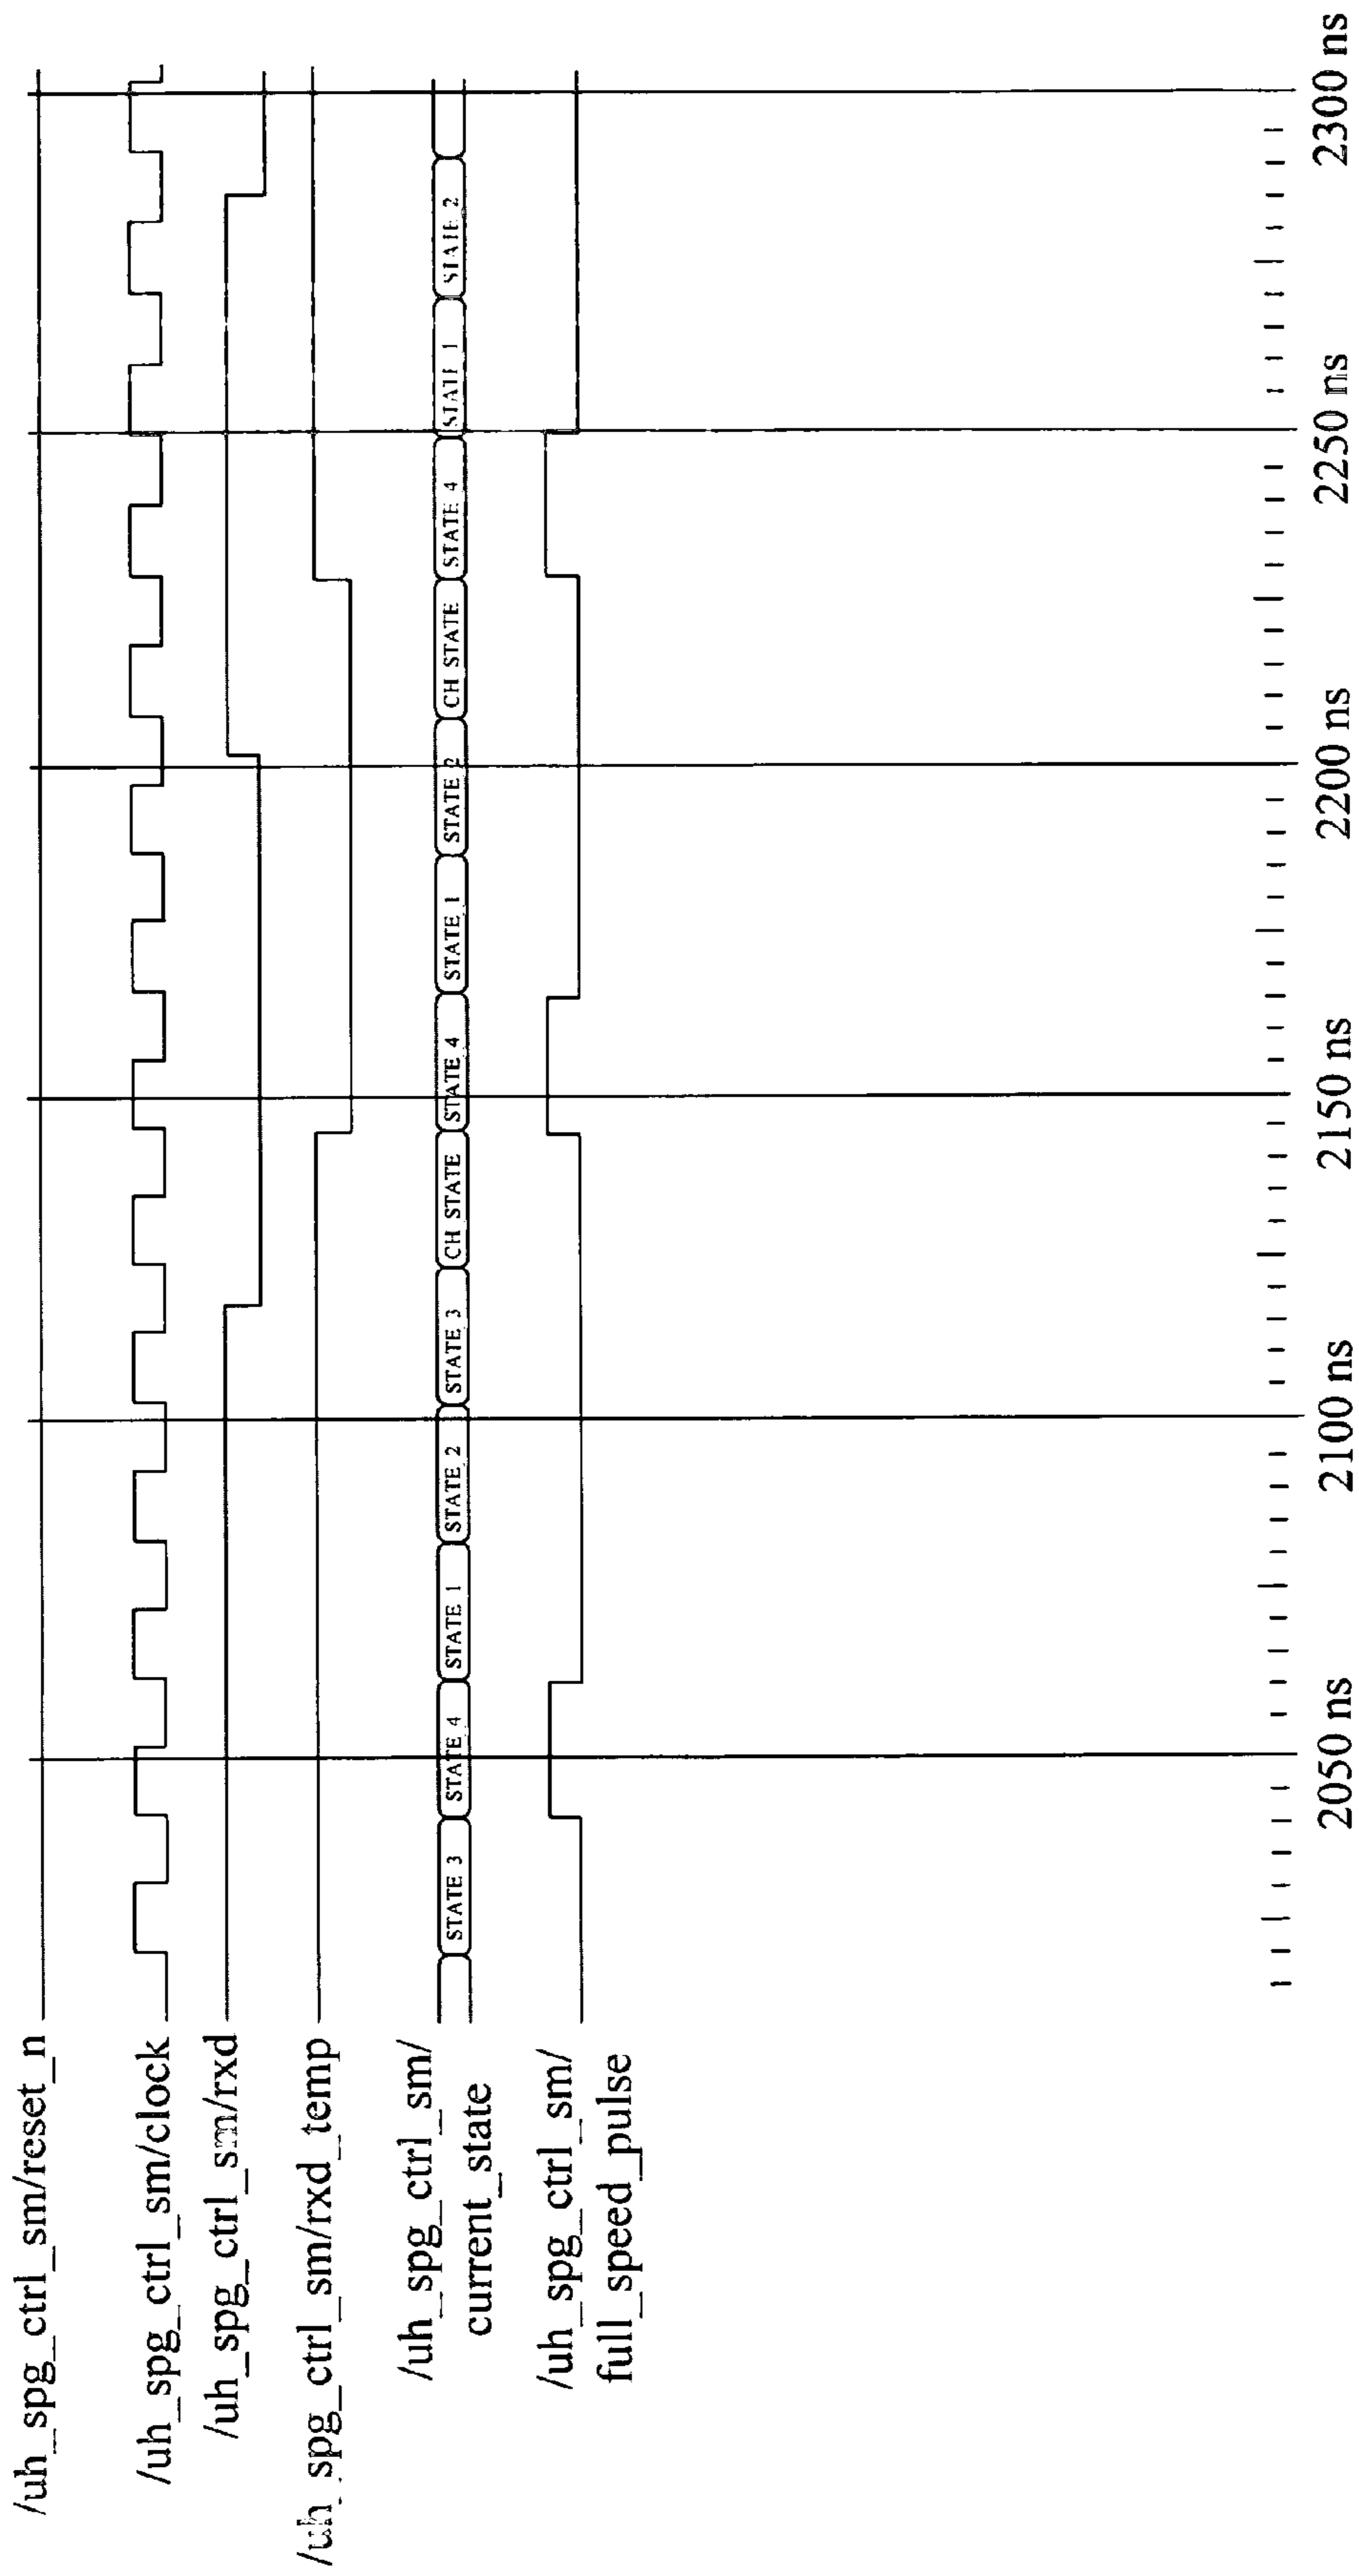 /uh_spg_ctrl_sm/reset_n
/uh_spg_ctrl_sm/clock
/uh_spg_ctrl_sm/rxd
/uh_spg_ctrl_sm/rxd_temp
/uh_spg_ctrl_sm/
current_state
STATE 3
STATE 4
STATE 1
STATE 2
STATE 3
CH STATE
STATE 4
STATE 1
STATE 2
CH STATE
STATE 4
STATE 1
STATE 2
/uh_spg_ctrl_sm/
full_speed_pulse
2050 ns
2100 ns
2150 ns
2200 ns
2250 ns
2300 ns